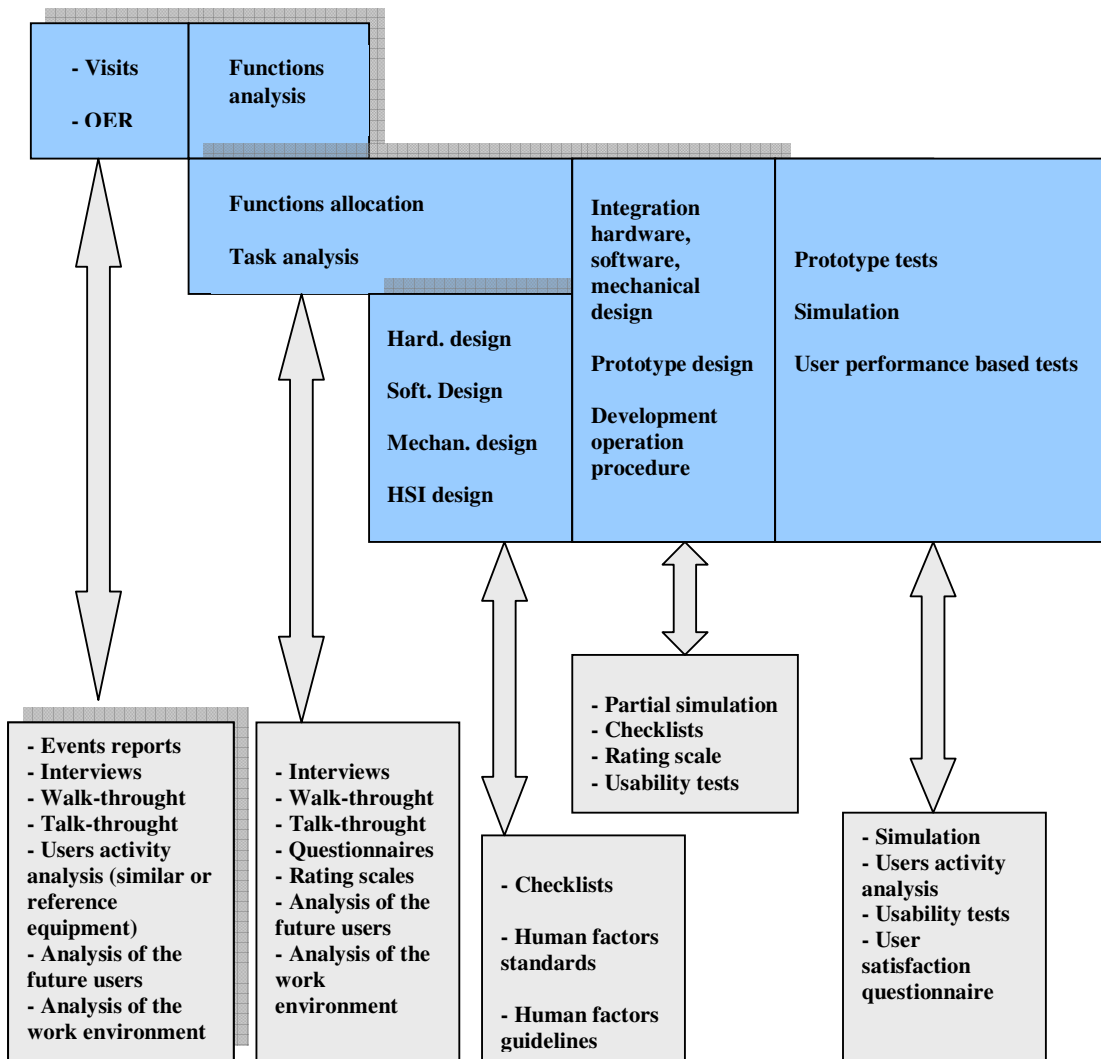 - Visits
- OER
Functions
analysis
Functions allocation
Task analysis
Integration
hardware,
software,
mechanical
design
Prototype design
Development
operation
procedure
Prototype tests
Simulation
User performance based tests
Hard. design
Soft. Design
Mechan. design
HSI design
- Events reports
- Interviews
- Walk-throught
- Talk-throught
- Users activity
analysis (similar or
reference
equipment)
- Analysis of the
future users
- Analysis of the
work environment
- Interviews
- Walk-throught
- Talk-throught
- Questionnaires
- Rating scales
- Analysis of the
future users
- Analysis of the
work
environment
- Checklists
- Human factors
standards
- Human factors
guidelines
- Partial simulation
- Checklists
- Rating scale
- Usability tests
- Simulation
- Users activity
analysis
- Usability tests
- User
satisfaction
questionnaire